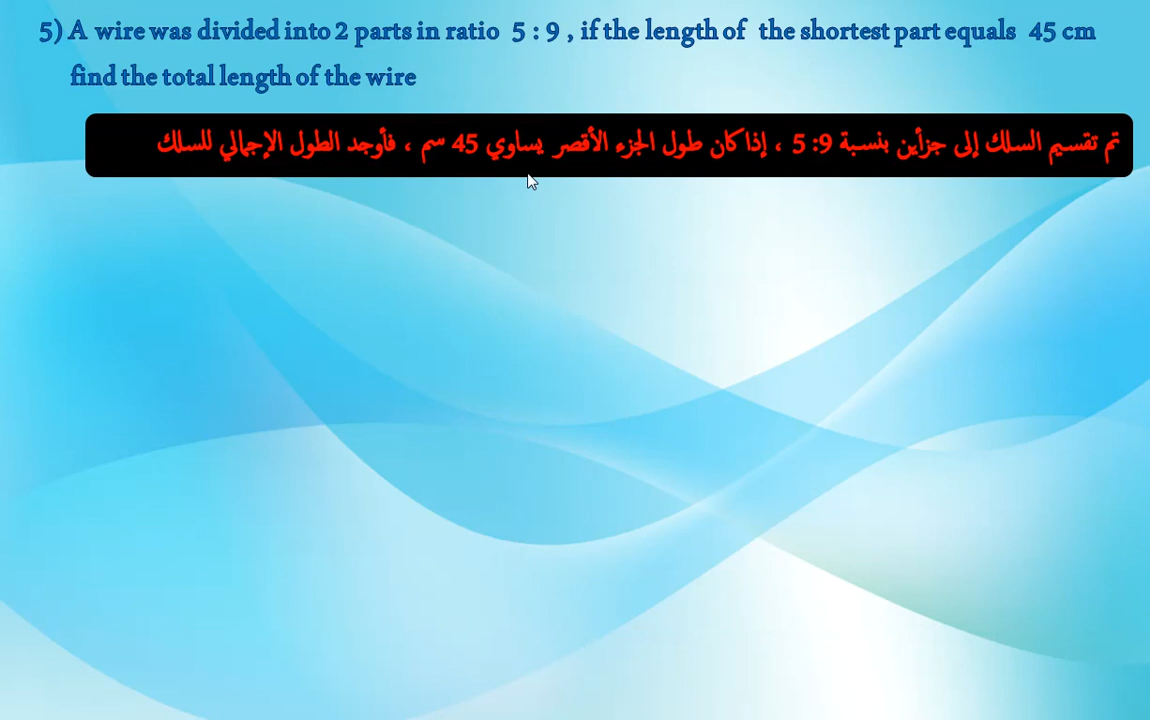 5) A wire was divided into 2 parts in ratio 5 : 9 , if the length of the shortest part equals 45 cm
find the total length of the wire
تم تقسيم السلك إلى جزأين بنسبة 9: 5 ، إذا كان طول الجزء الأقصر يساوي 45 سم ، فأوجد الطول الإجمالي للسلك